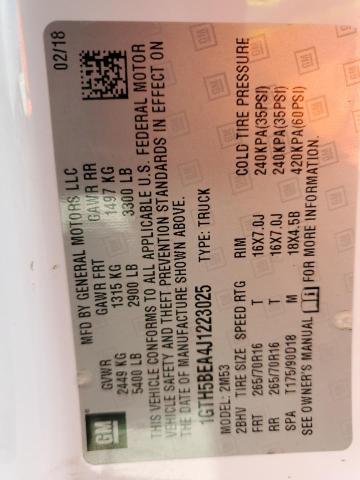 MFD BY GENERAL MOTORS LLC 02/18
GVWR GAWR FRT GAWR RR
2449 KG 1315 KG 1497 KG
5400 LB 2900 LB 3300 LB
THIS VEHICLE CONFORMS TO ALL APPLICABLE U.S. FEDERAL MOTOR
VEHICLE SAFETY AND THEFT PREVENTION STANDARDS IN EFFECT ON
THE DATE OF MANUFACTURE SHOWN ABOVE.
1GTH5BEA4J1223025 TYPE: TRUCK
MODEL: 2M53
2BHV TIRE SIZE SPEED RTG RIM COLD TIRE PRESSURE
FRT 265/70R16 T 16X7.0J 240KPA(35PSI)
RR 265/70R16 T 16X7.0J 240KPA(35PSI)
SPA T175/90D18 M 18X4.5B 420KPA(60PSI)
SEE OWNER'S MANUAL FOR MORE INFORMATION.
GM